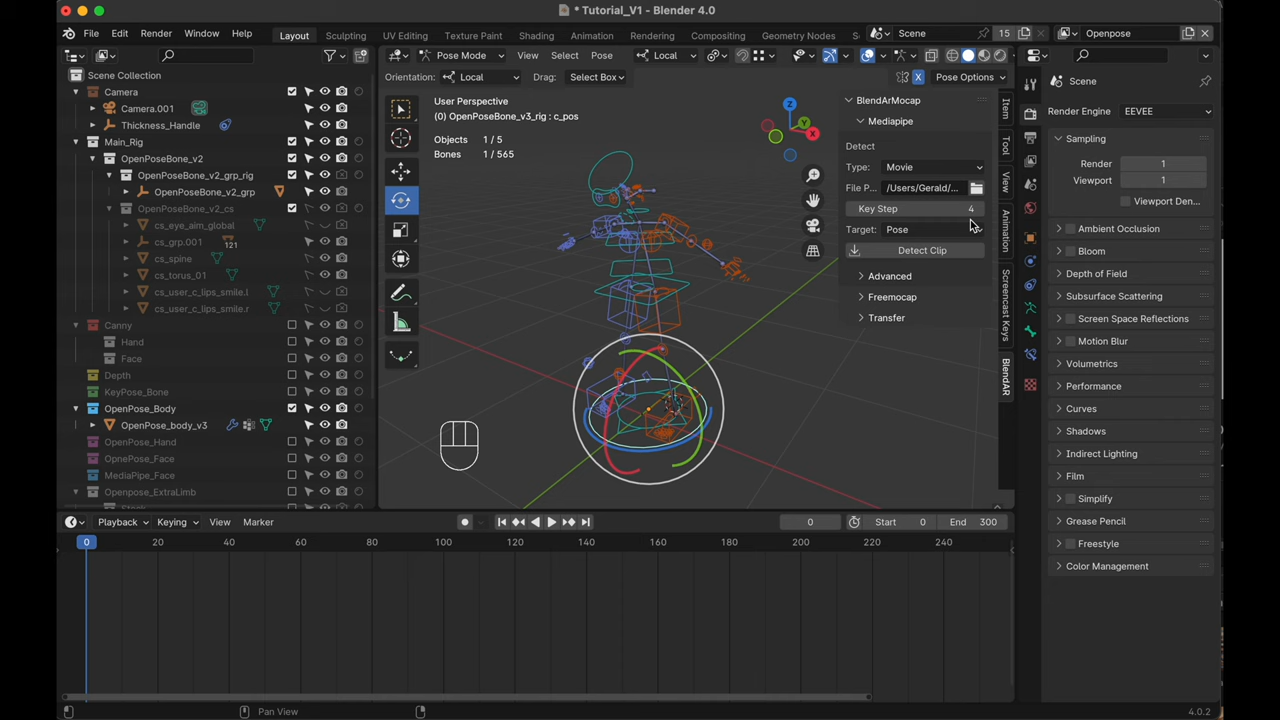 * Tutorial_V1 - Blender 4.0
File Edit Render Window Help
Layout Sculpting UV Editing Texture Paint Shading Animation Rendering Compositing Geometry Nodes
Scene 15
Openpose
Pose Mode View Select Pose Local
Orientation: Local Drag: Select Box
X Pose Options
Scene Collection
Camera
Camera.001
Thickness_Handle
Main_Rig
OpenPoseBone_v2
OpenPoseBone_v2_grp_rig
OpenPoseBone_v2_grp
OpenPoseBone_v2_cs
cs_eye_aim_global
cs_grp.001 121
cs_spine
cs_torus_01
cs_user_c_lips_smile.l
cs_user_c_lips_smile.r
Canny
Hand
Face
Depth
KeyPose_Bone
OpenPose_Body
OpenPose_body_v3
OpenPose_Hand
OpnePose_Face
MediaPipe_Face
Openpose_ExtraLimb
User Perspective
(0) OpenPoseBone_v3_rig : c_pos
Objects 1 / 5
Bones 1 / 565
Z
Y
X
BlendArMocap
Mediapipe
Detect
Type: Movie
File P... /Users/Gerald/...
Key Step 4
Target: Pose
Detect Clip
Advanced
Freemocap
Transfer
Item
Tool
View
Animation
Screencast Keys
BlendAR
Scene
Render Engine EEVEE
Sampling
Render 1
Viewport 1
Viewport Den...
Ambient Occlusion
Bloom
Depth of Field
Subsurface Scattering
Screen Space Reflections
Motion Blur
Volumetrics
Performance
Curves
Shadows
Indirect Lighting
Film
Simplify
Grease Pencil
Freestyle
Color Management
Playback Keying View Marker
0 Start 0 End 300
0 20 40 60 80 100 120 140 160 180 200 220 240
Pan View
4.0.2